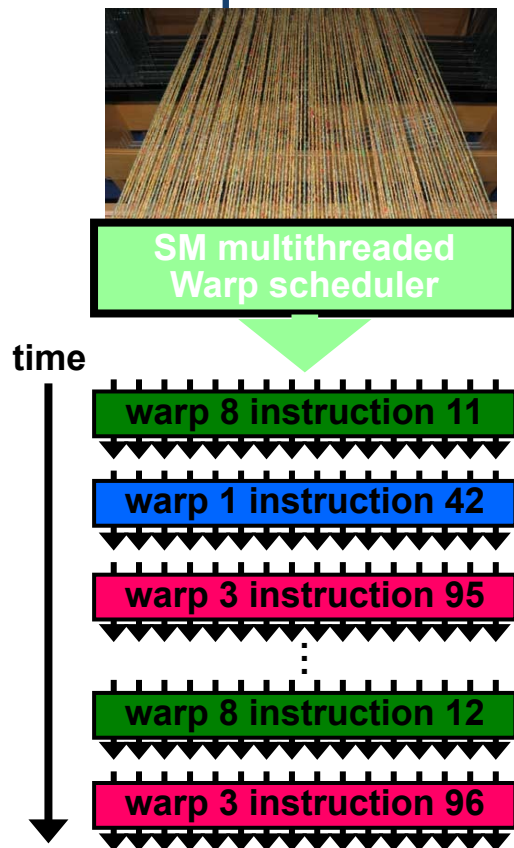 SM multithreaded
Warp scheduler
time
warp 8 instruction 11
warp 1 instruction 42
warp 3 instruction 95
⋮
warp 8 instruction 12
warp 3 instruction 96